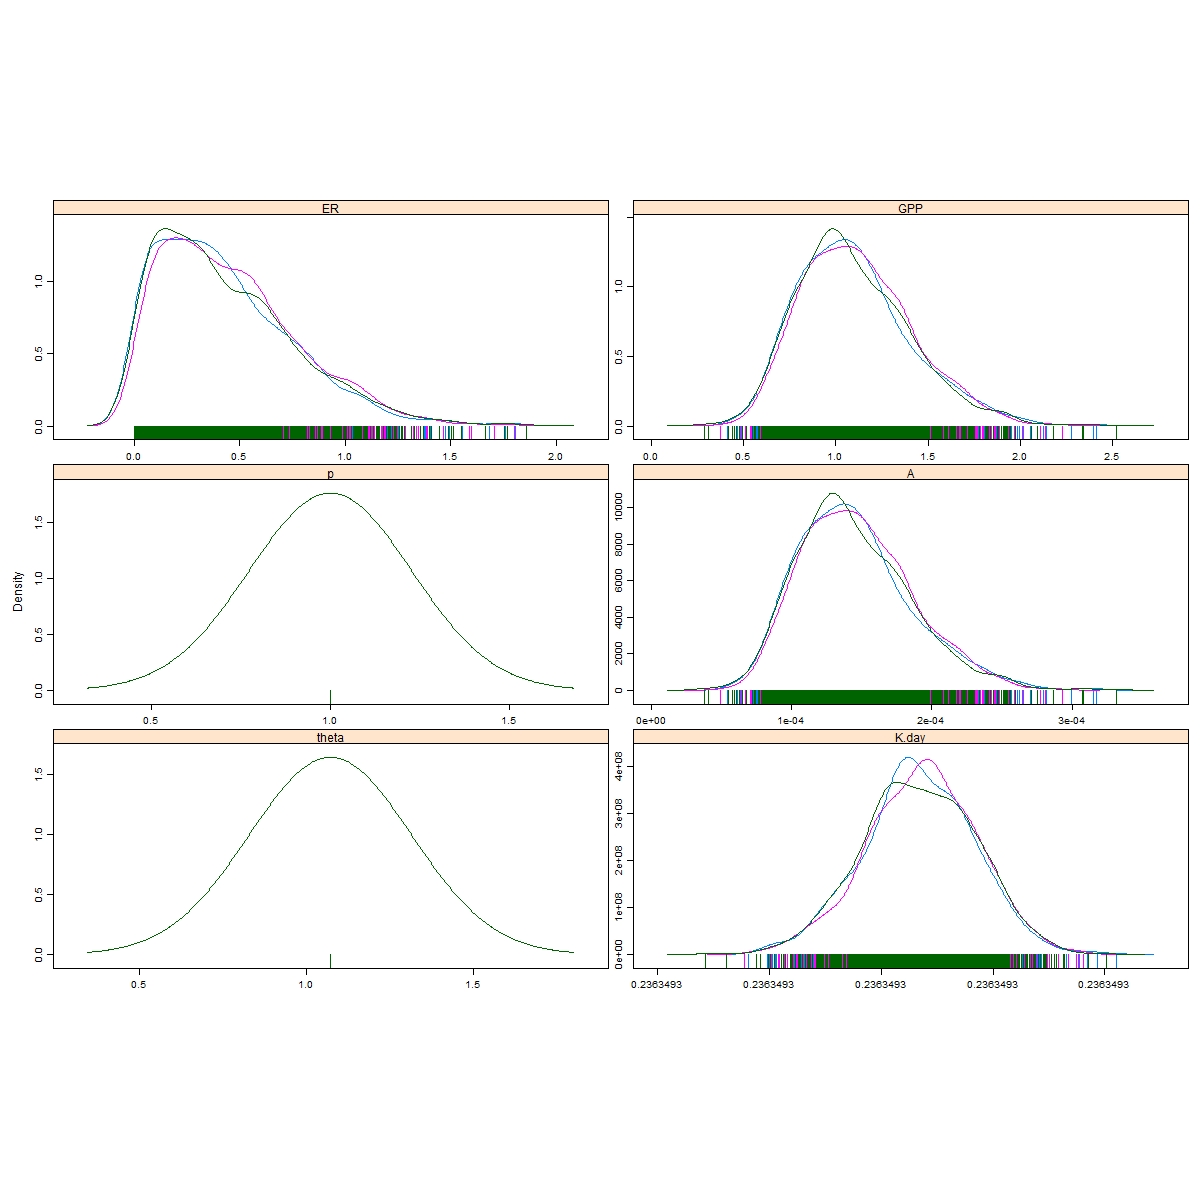 ER
0.0 0.5 1.0
0.0 0.5 1.0 1.5 2.0
GPP
0.0 0.5 1.0
0.0 0.5 1.0 1.5 2.0 2.5
Density
p
0.0 0.5 1.0 1.5
0.5 1.0 1.5
A
0 2000 4000 6000 8000 10000
0e+00 1e-04 2e-04 3e-04
theta
0.0 0.5 1.0 1.5
0.5 1.0 1.5
K.day
0e+00 1e+08 2e+08 3e+08 4e+08
0.2363493 0.2363493 0.2363493 0.2363493 0.2363493